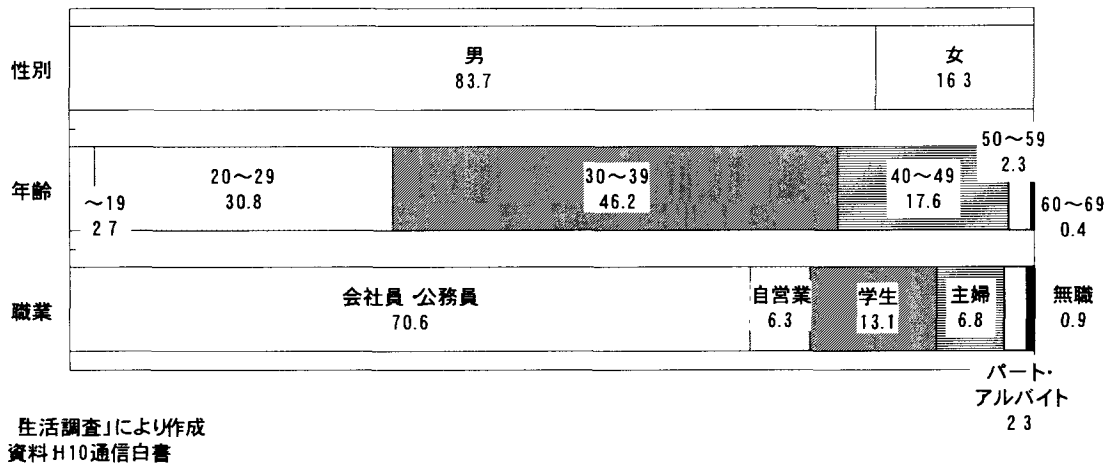 性別
男
83.7
女
16 3
年齢
～19
2 7
20～29
30.8
30～39
46.2
40～49
17.6
50～59
2.3
60～69
0.4
職業
会社員・公務員
70.6
自営業
6.3
学生
13.1
主婦
6.8
パート・
アルバイト
2 3
無職
0.9
生活調査」により作成
資料H10通信白書